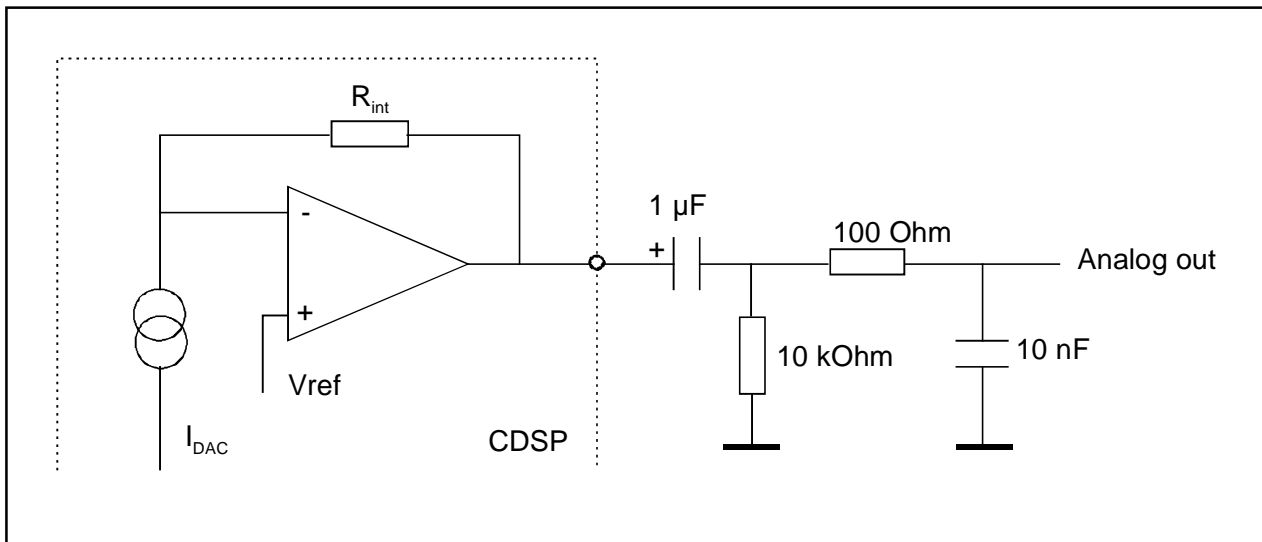 R_int
-
1 µF
+
100 Ohm
Analog out
+
10 kOhm
10 nF
Vref
I_DAC
CDSP